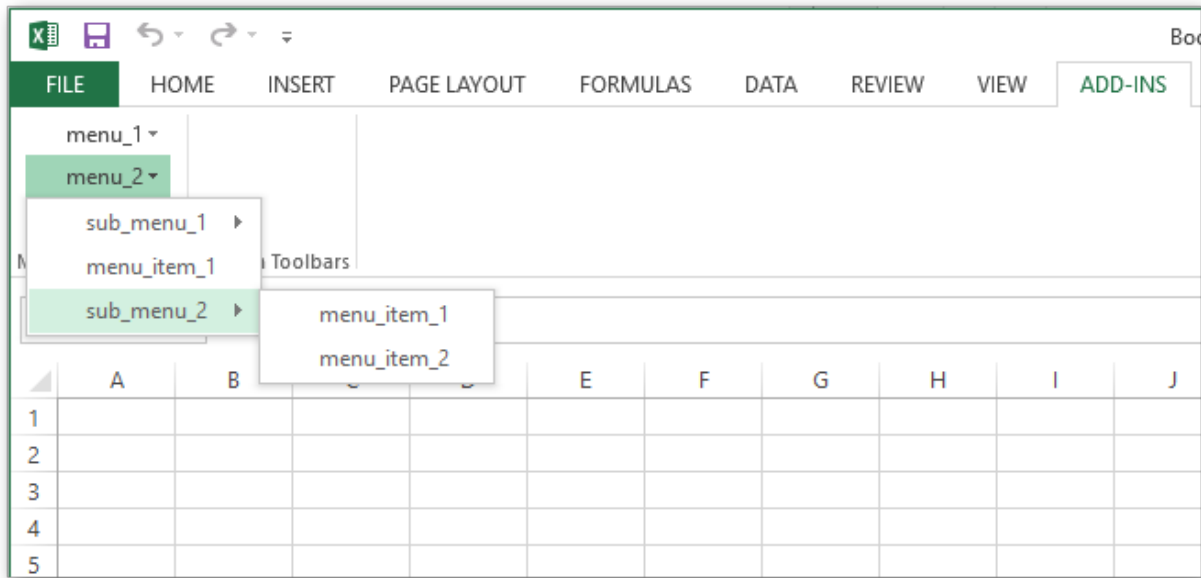 Boo
FILE HOME INSERT PAGE LAYOUT FORMULAS DATA REVIEW VIEW ADD-INS
menu_1
menu_2
sub_menu_1
Toolbars
menu_item_1
sub_menu_2
menu_item_1
menu_item_2
A B E F G H I J
1
2
3
4
5